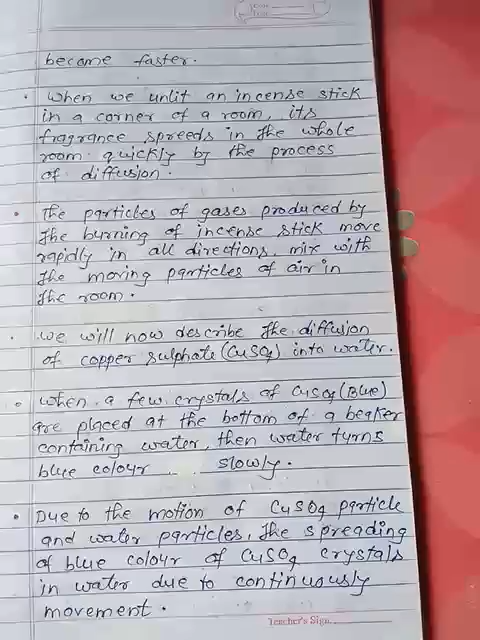 become faster.
• When we unlit an incense stick
in a corner of a room, its
fragrance spreeds in the whole
room quickly by the process
of diffusion.
• The particles of gases produced by
the burning of incense stick move
rapidly in all directions, mix with
the moving particles of air in
the room.
• We will now describe the diffusion
of copper sulphate (CuSO4) into water.
• When a few crystals of CuSO4 (Blue)
are placed at the bottom of a beaker
containing water, then water turns
blue colour slowly.
• Due to the motion of CuSO4 particle
and water particles, the spreading
of blue colour of CuSO4 crystals
in water due to continuously
movement.
Teacher's Sign.